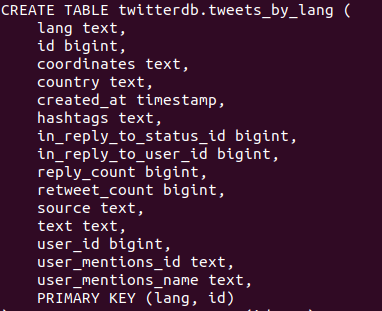 CREATE TABLE twitterdb.tweets_by_lang (
lang text,
id bigint,
coordinates text,
country text,
created_at timestamp,
hashtags text,
in_reply_to_status_id bigint,
in_reply_to_user_id bigint,
reply_count bigint,
retweet_count bigint,
source text,
text text,
user_id bigint,
user_mentions_id text,
user_mentions_name text,
PRIMARY KEY (lang, id)